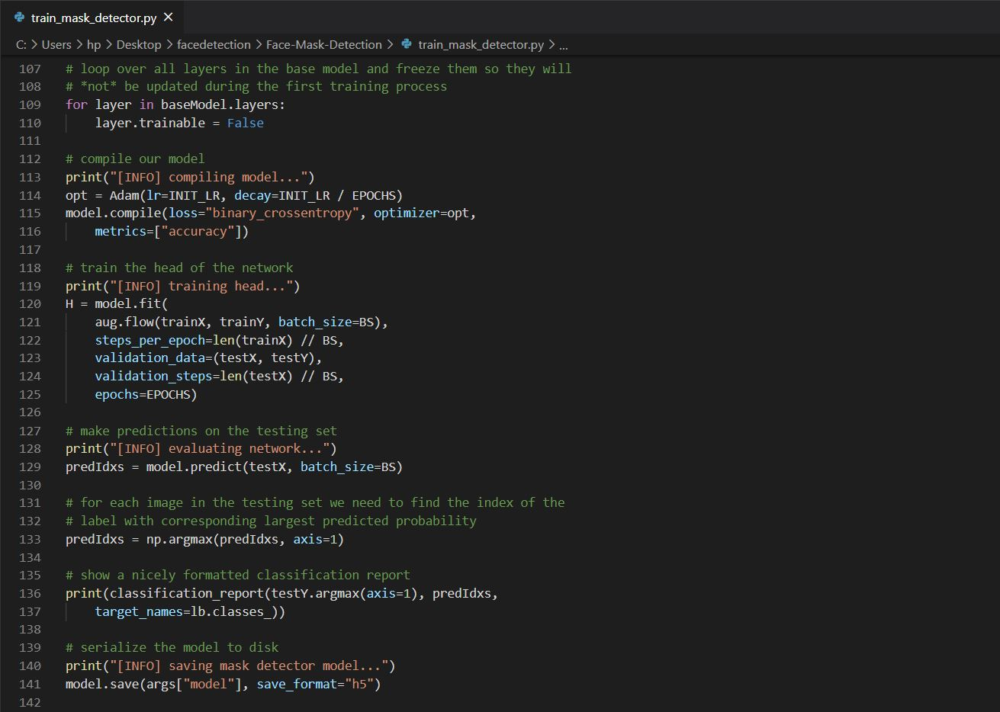 train_mask_detector.py ×
C: > Users > hp > Desktop > facedetection > Face-Mask-Detection > train_mask_detector.py > ...
107 # loop over all layers in the base model and freeze them so they will
108 # *not* be updated during the first training process
109 for layer in baseModel.layers:
110     layer.trainable = False
111
112 # compile our model
113 print("[INFO] compiling model...")
114 opt = Adam(lr=INIT_LR, decay=INIT_LR / EPOCHS)
115 model.compile(loss="binary_crossentropy", optimizer=opt,
116     metrics=["accuracy"])
117
118 # train the head of the network
119 print("[INFO] training head...")
120 H = model.fit(
121     aug.flow(trainX, trainY, batch_size=BS),
122     steps_per_epoch=len(trainX) // BS,
123     validation_data=(testX, testY),
124     validation_steps=len(testX) // BS,
125     epochs=EPOCHS)
126
127 # make predictions on the testing set
128 print("[INFO] evaluating network...")
129 predIdxs = model.predict(testX, batch_size=BS)
130
131 # for each image in the testing set we need to find the index of the
132 # label with corresponding largest predicted probability
133 predIdxs = np.argmax(predIdxs, axis=1)
134
135 # show a nicely formatted classification report
136 print(classification_report(testY.argmax(axis=1), predIdxs,
137     target_names=lb.classes_))
138
139 # serialize the model to disk
140 print("[INFO] saving mask detector model...")
141 model.save(args["model"], save_format="h5")
142